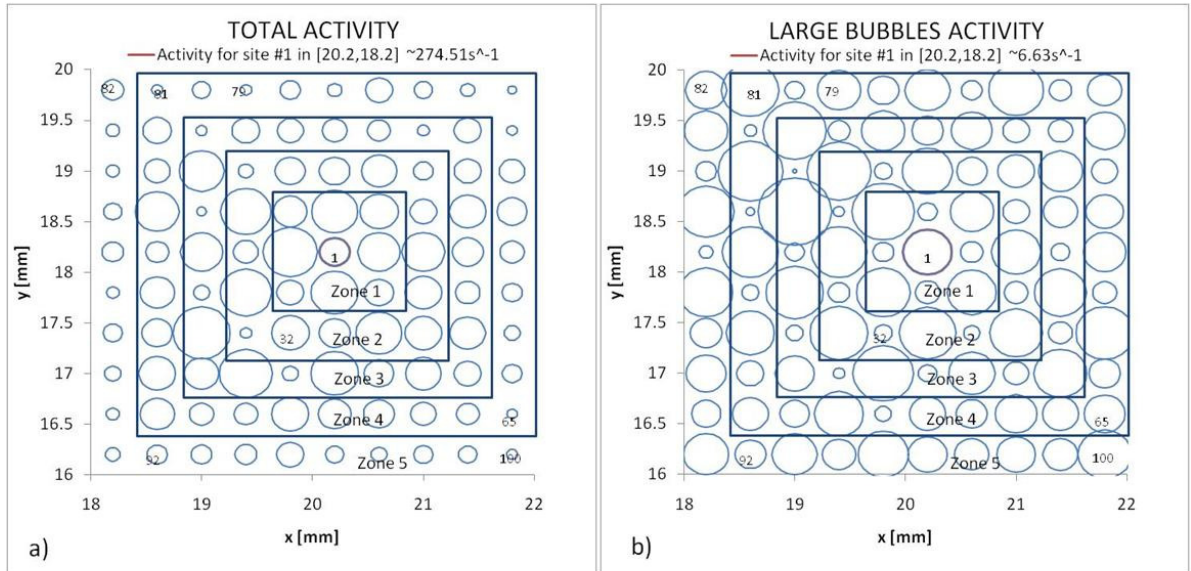 TOTAL ACTIVITY
Activity for site #1 in [20.2,18.2] ~274.51s^-1
20
19.5
19
18.5
18
17.5
17
16.5
16
y [mm]
82
81
79
1
Zone 1
32
Zone 2
Zone 3
Zone 4
65
92
Zone 5
100
18
19
20
21
22
x [mm]
a)
LARGE BUBBLES ACTIVITY
Activity for site #1 in [20.2,18.2] ~6.63s^-1
20
19.5
19
18.5
18
17.5
17
16.5
16
y [mm]
82
81
79
1
Zone 1
32
Zone 2
Zone 3
Zone 4
65
92
Zone 5
100
18
19
20
21
22
x [mm]
b)